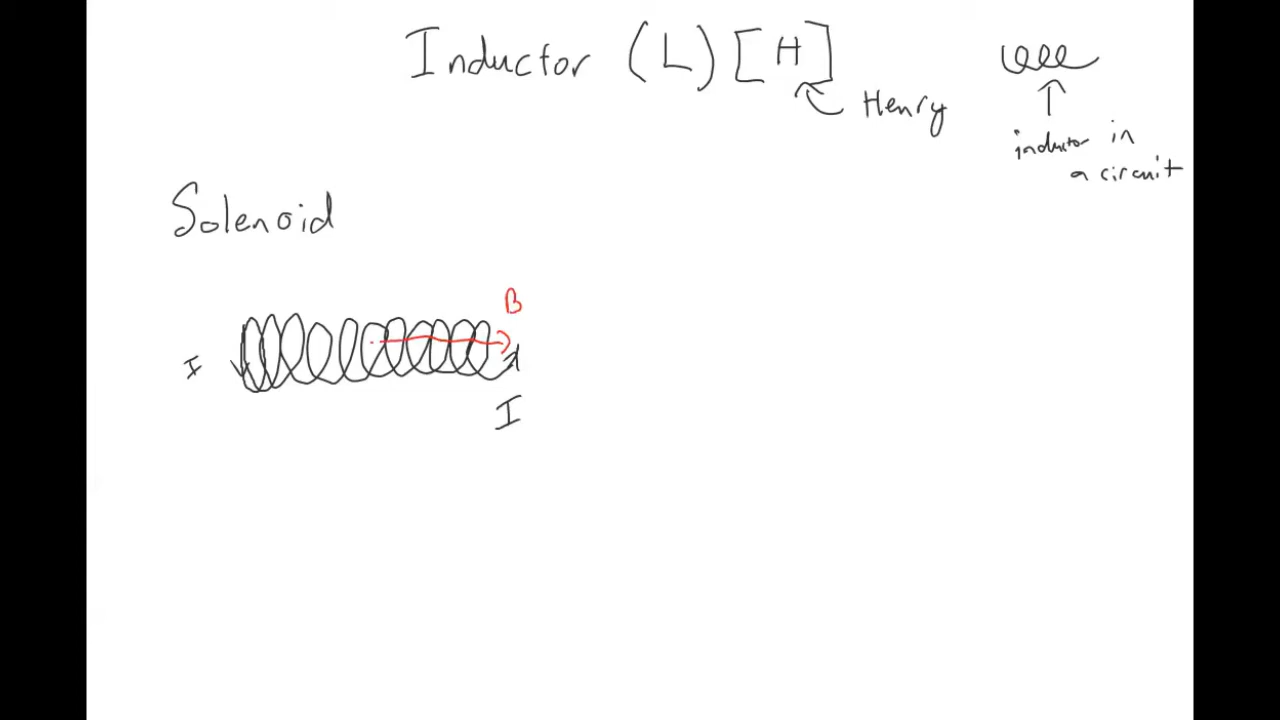 Inductor (L) [H]
Henry
inductor in
a circuit
Solenoid
B
I
I